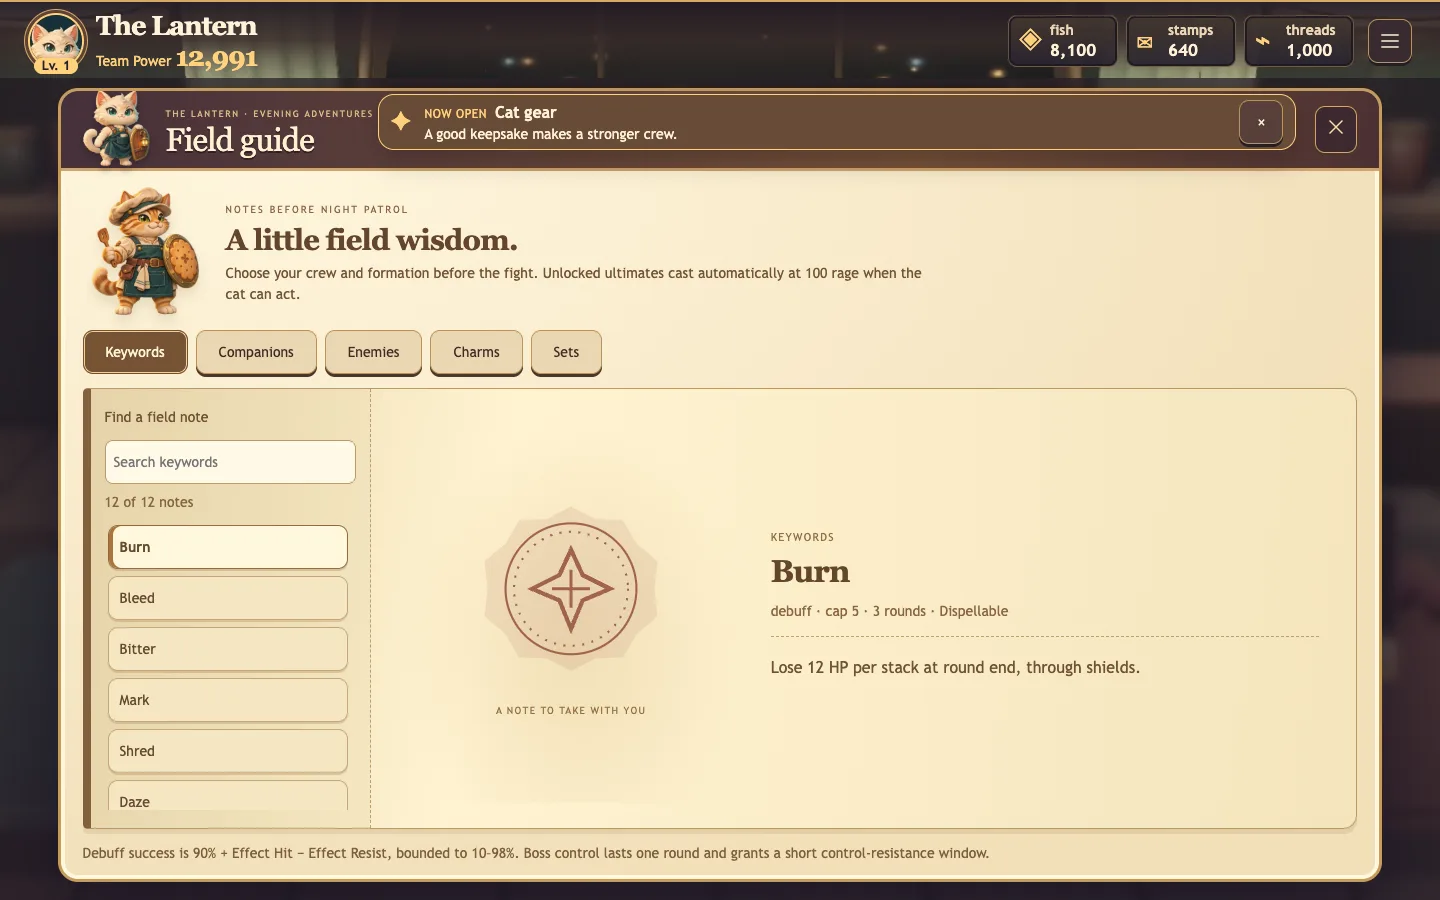 The Lantern
Team Power 12,991
Lv. 1
fish
8,100
stamps
640
threads
1,000
THE LANTERN · EVENING ADVENTURES
Field guide
NOW OPEN Cat gear
A good keepsake makes a stronger crew.
×
NOTES BEFORE NIGHT PATROL
A little field wisdom.
Choose your crew and formation before the fight. Unlocked ultimates cast automatically at 100 rage when the
cat can act.
Keywords
Companions
Enemies
Charms
Sets
Find a field note
Search keywords
12 of 12 notes
Burn
Bleed
Bitter
Mark
Shred
Daze
A NOTE TO TAKE WITH YOU
KEYWORDS
Burn
debuff · cap 5 · 3 rounds · Dispellable
Lose 12 HP per stack at round end, through shields.
Debuff success is 90% + Effect Hit − Effect Resist, bounded to 10–98%. Boss control lasts one round and grants a short control-resistance window.